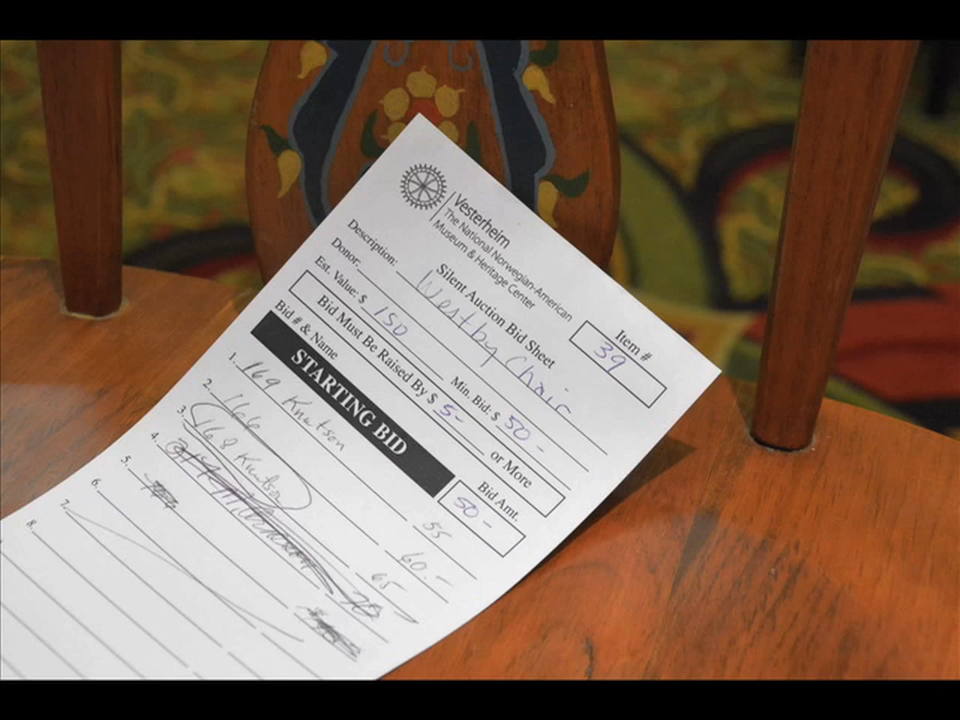 Vesterheim
The National Norwegian-American
Museum & Heritage Center
Item #
39
Silent Auction Bid Sheet
Description: Westby Chair
Donor:
Est. Value: $ 150 Min. Bid: $ 50-
Bid Must Be Raised By $ 5- or More
Bid # & Name Bid Amt.
STARTING BID 50-
1. 169 Knutson 55
2. 166 60.-
3. 168 Knutson 65-
4. 70
5.
6.
7.
8.